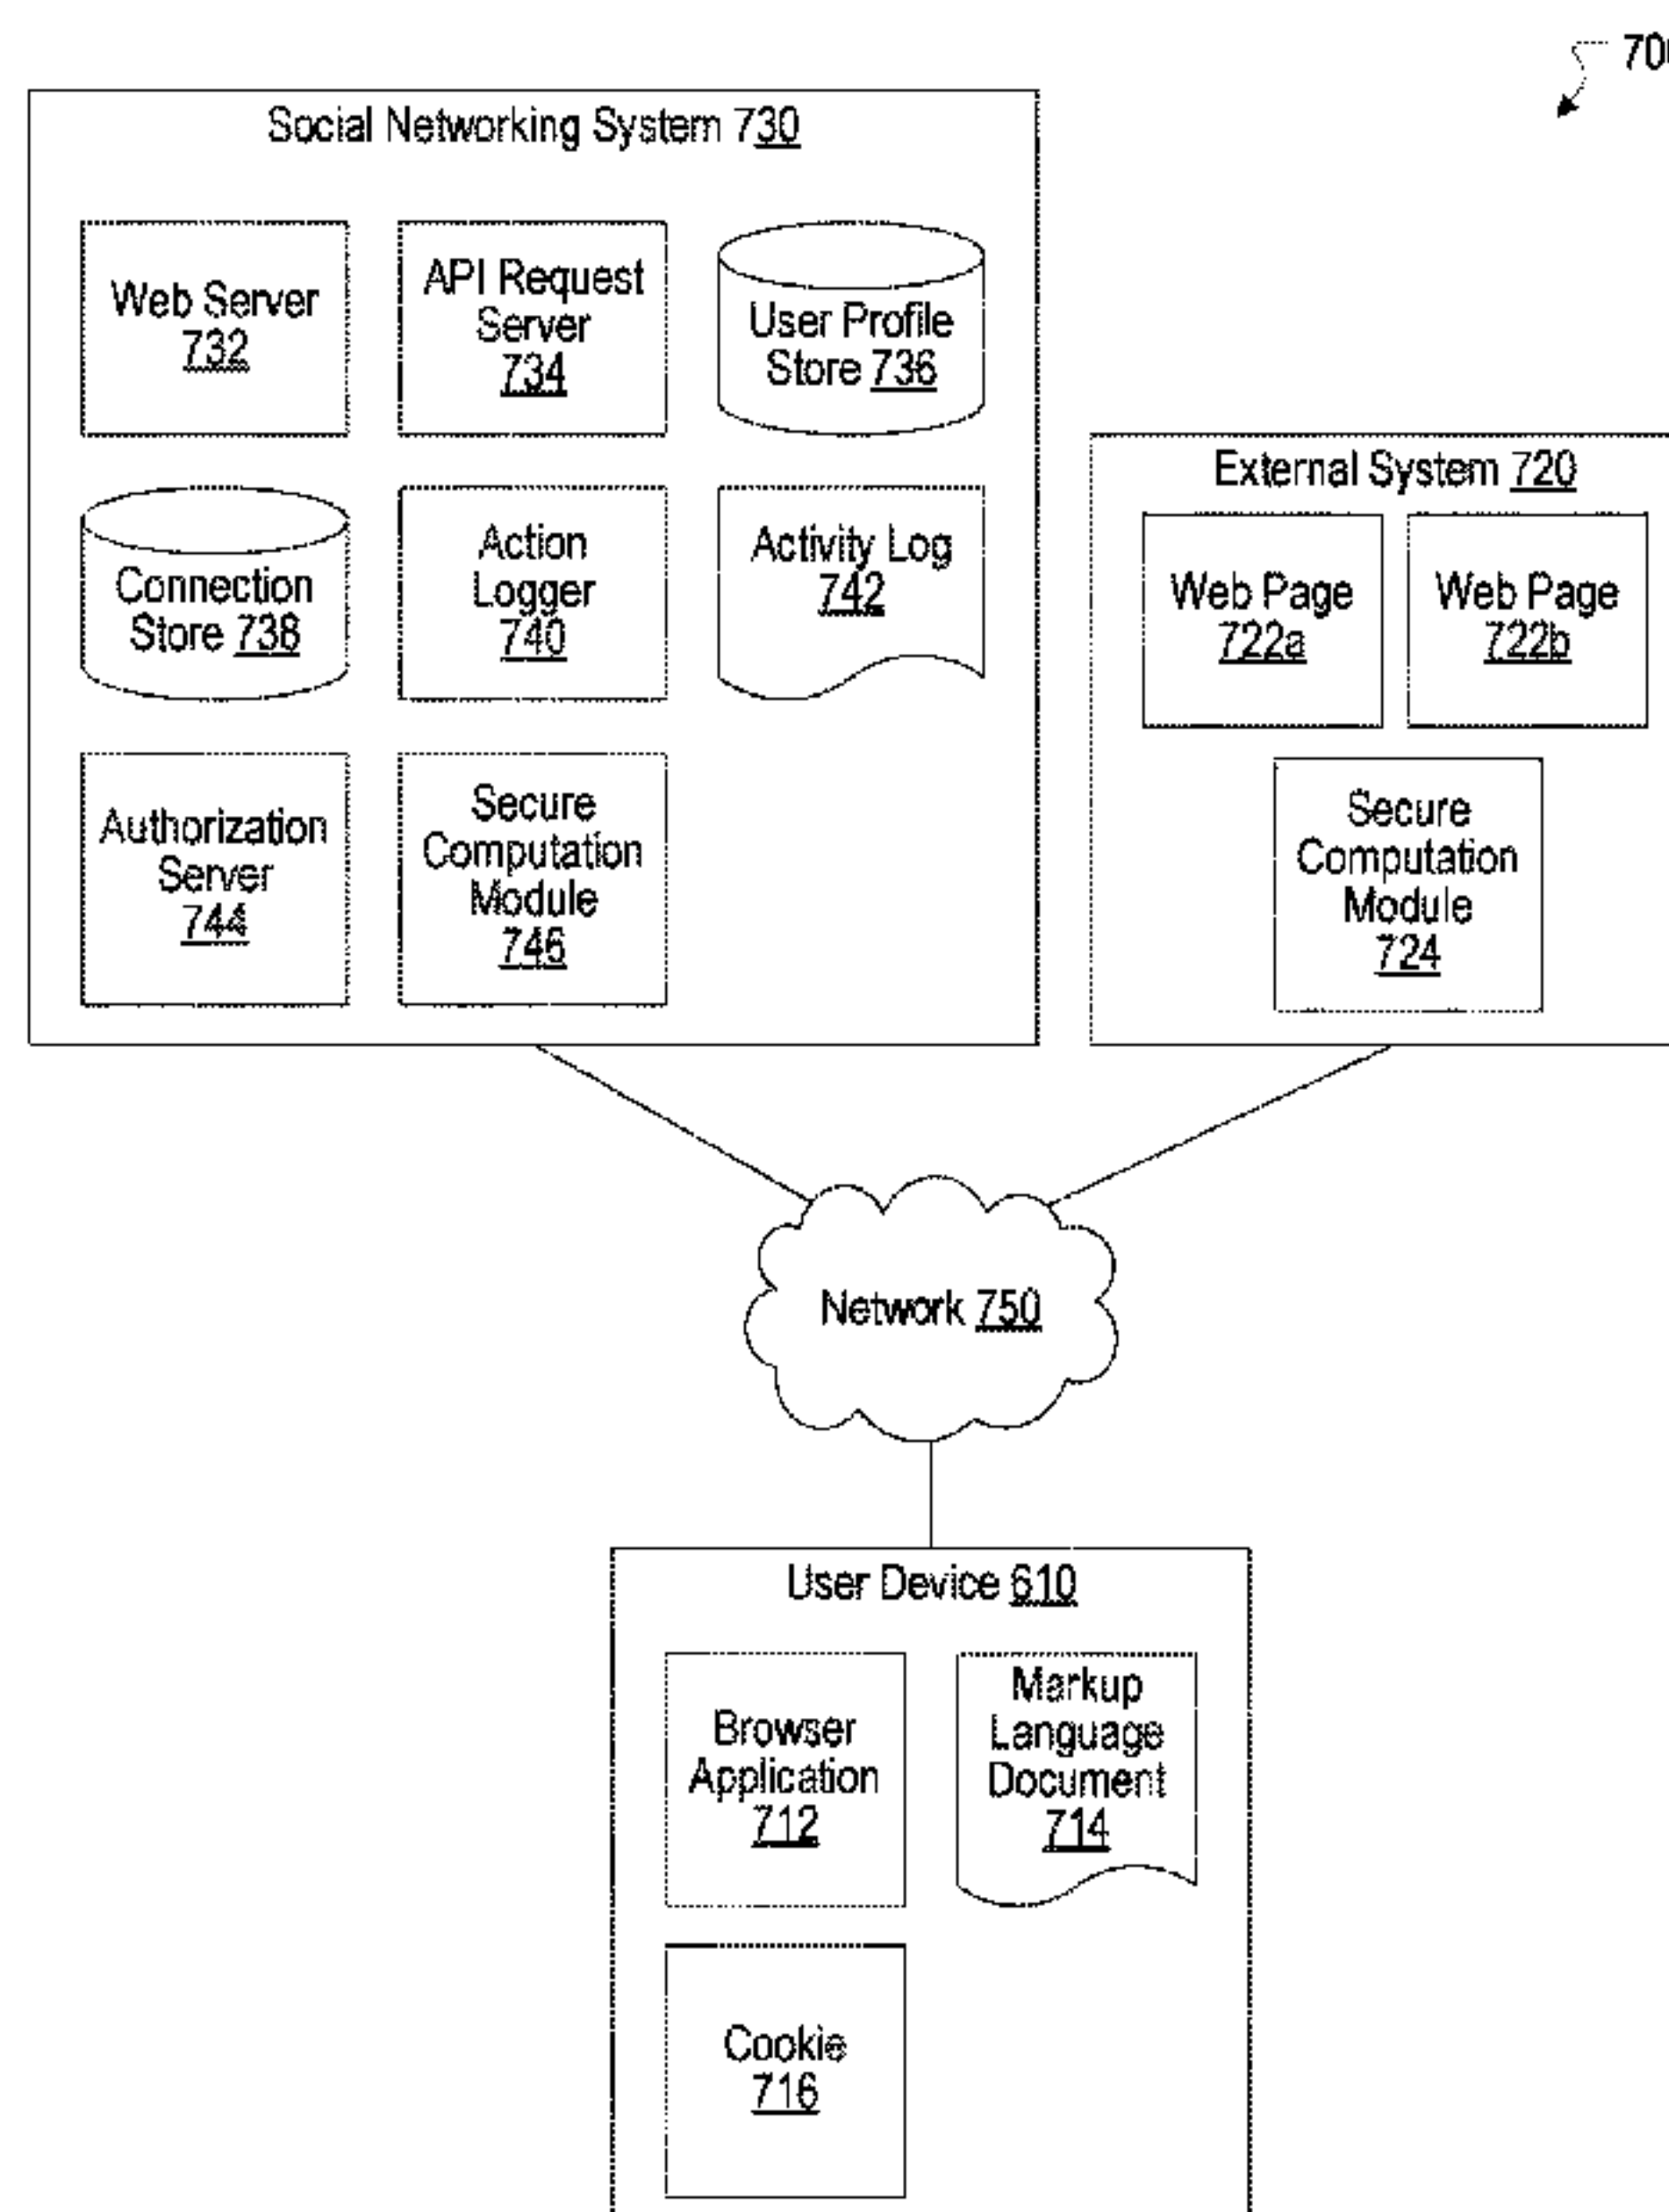 700
Social Networking System 730
Web Server
732
API Request
Server
734
User Profile
Store 736
Connection
Store 738
Action
Logger
740
Activity Log
742
Authorization
Server
744
Secure
Computation
Module
746
External System 720
Web Page
722a
Web Page
722b
Secure
Computation
Module
724
Network 750
User Device 610
Browser
Application
712
Markup
Language
Document
714
Cookie
716